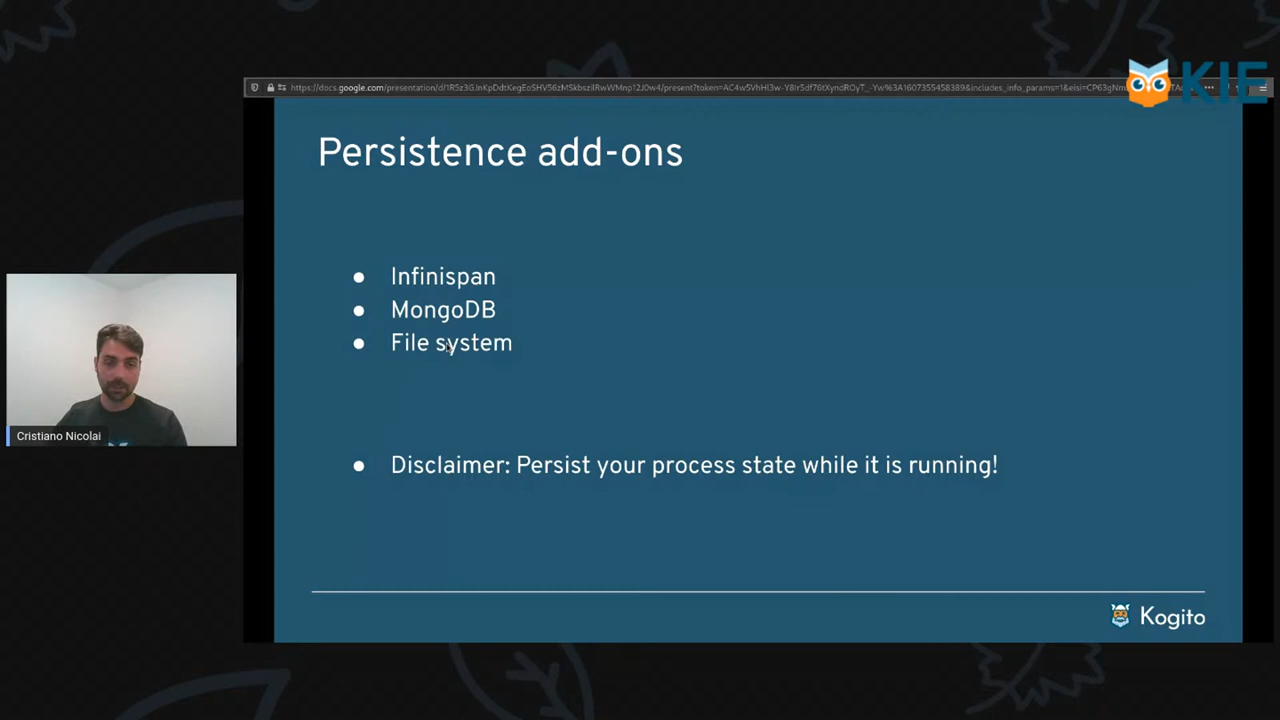 KIE
Persistence add-ons
● Infinispan
● MongoDB
● File system
● Disclaimer: Persist your process state while it is running!
Cristiano Nicolai
Kogito